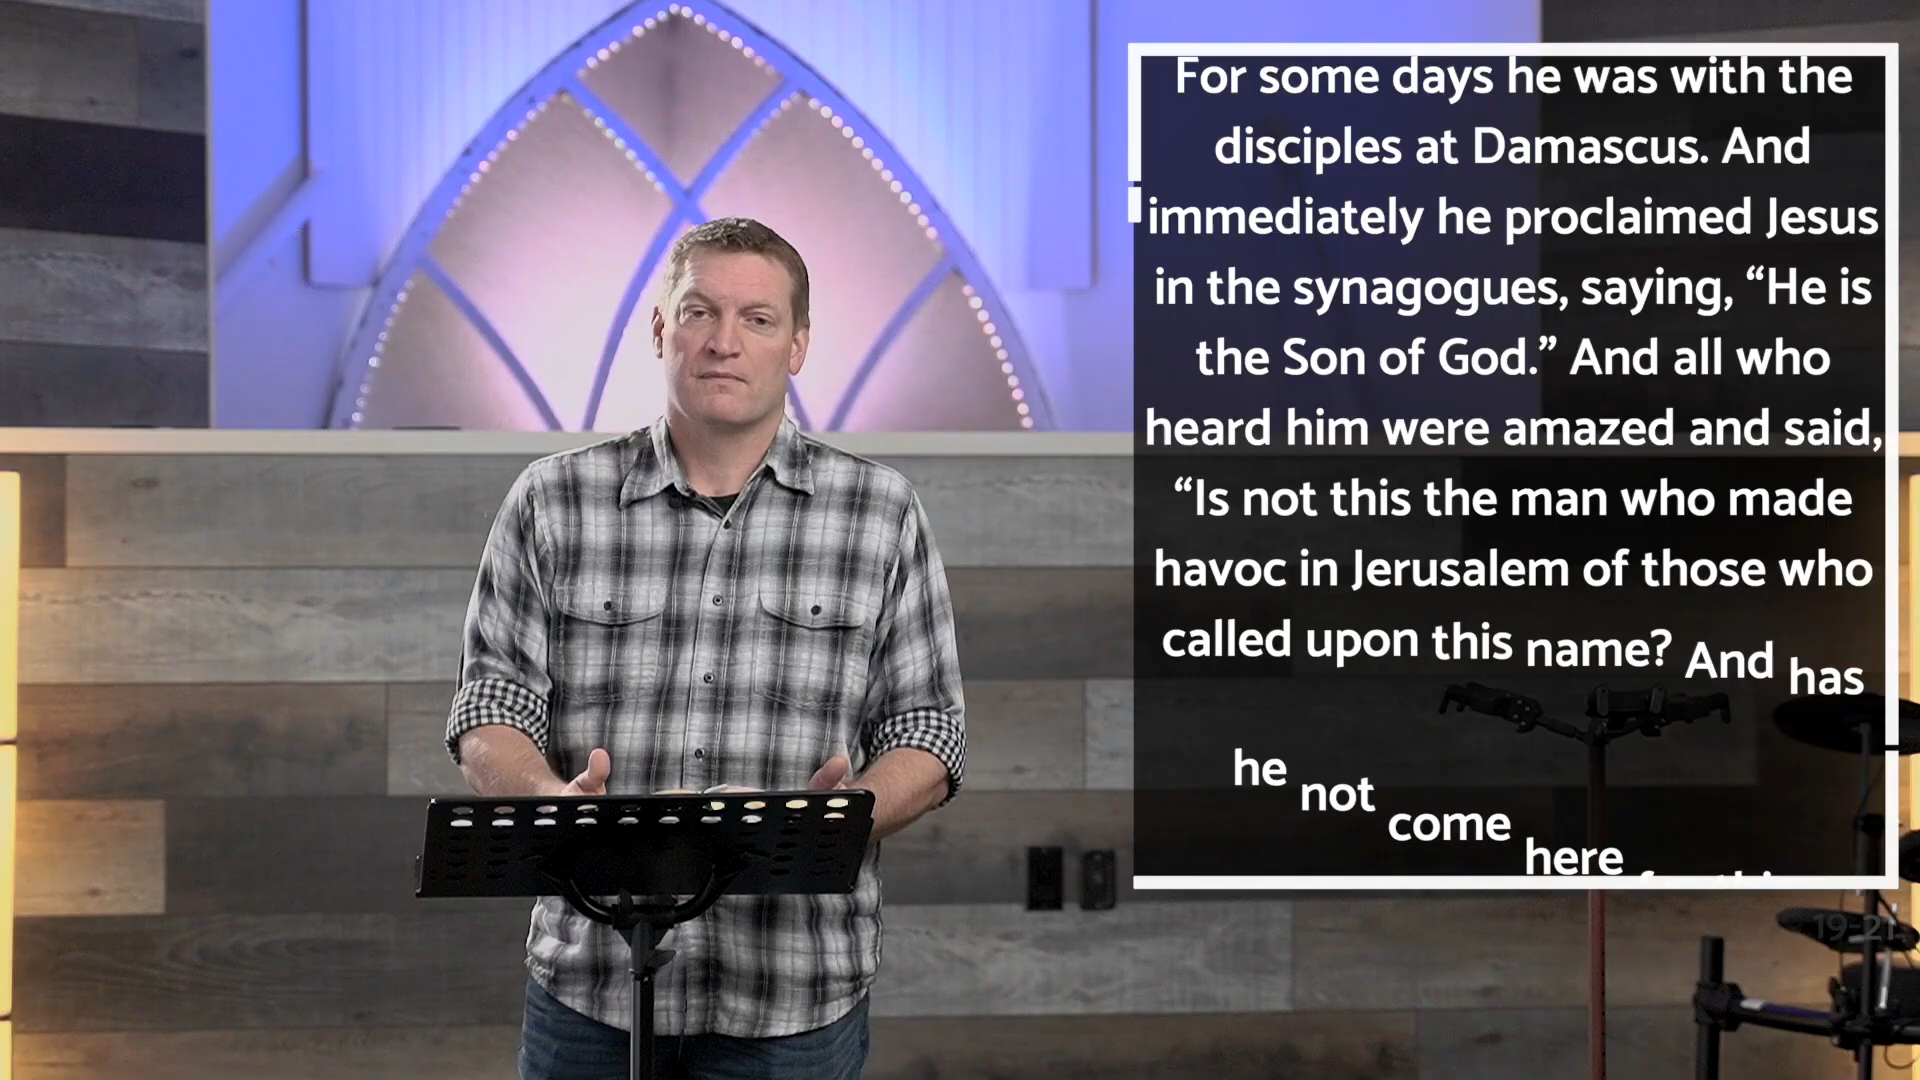 For some days he was with the
disciples at Damascus. And
immediately he proclaimed Jesus
in the synagogues, saying, “He is
the Son of God.” And all who
heard him were amazed and said,
“Is not this the man who made
havoc in Jerusalem of those who
called upon this name? And has
he not come here
19-21